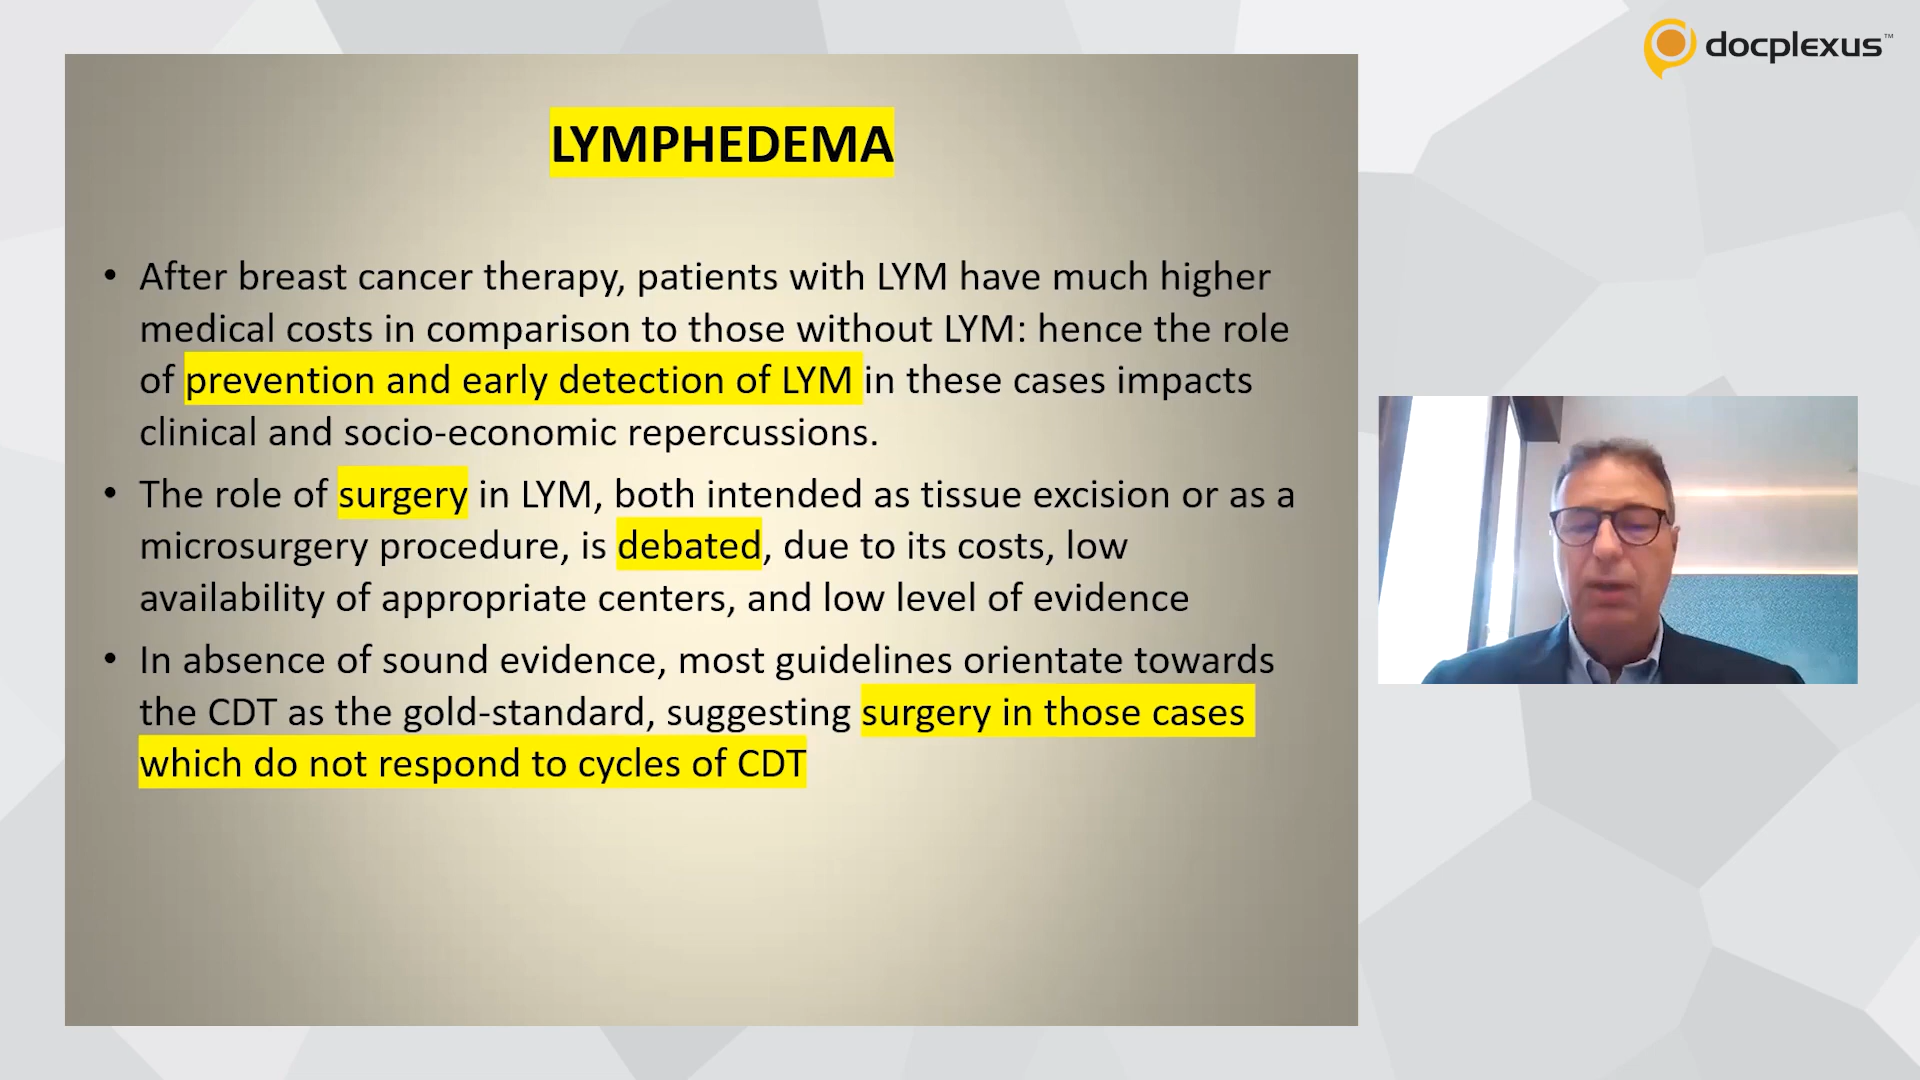 docplexus™
LYMPHEDEMA
• After breast cancer therapy, patients with LYM have much higher
medical costs in comparison to those without LYM: hence the role
of prevention and early detection of LYM in these cases impacts
clinical and socio-economic repercussions.
• The role of surgery in LYM, both intended as tissue excision or as a
microsurgery procedure, is debated, due to its costs, low
availability of appropriate centers, and low level of evidence
• In absence of sound evidence, most guidelines orientate towards
the CDT as the gold-standard, suggesting surgery in those cases
which do not respond to cycles of CDT